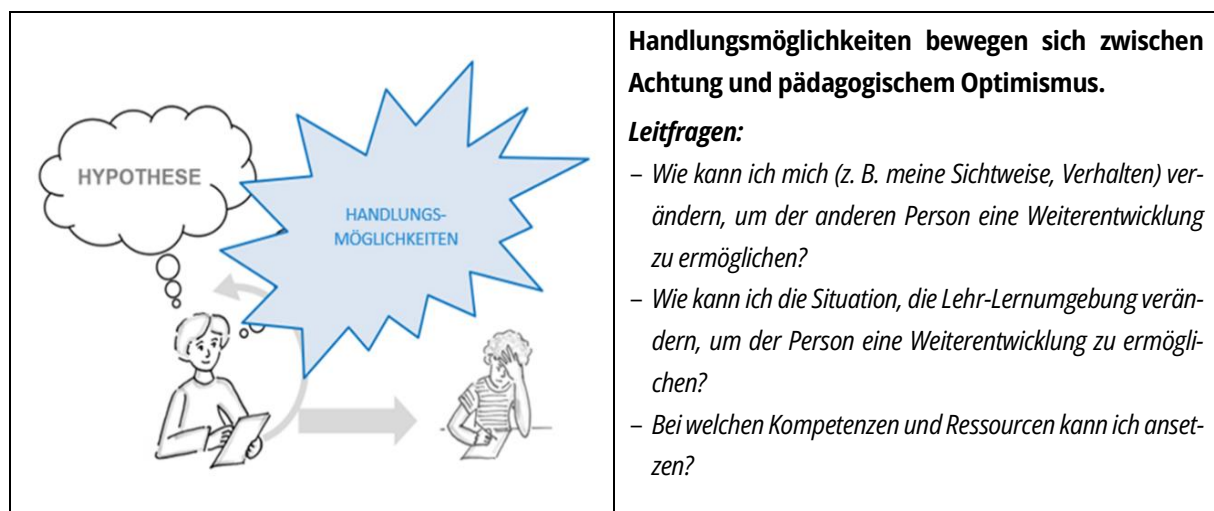 HYPOTHESE
HANDLUNGS-
MÖGLICHKEITEN
Handlungsmöglichkeiten bewegen sich zwischen
Achtung und pädagogischem Optimismus.
Leitfragen:
– Wie kann ich mich (z. B. meine Sichtweise, Verhalten) ver-
ändern, um der anderen Person eine Weiterentwicklung
zu ermöglichen?
– Wie kann ich die Situation, die Lehr-Lernumgebung verän-
dern, um der Person eine Weiterentwicklung zu ermögli-
chen?
– Bei welchen Kompetenzen und Ressourcen kann ich anset-
zen?